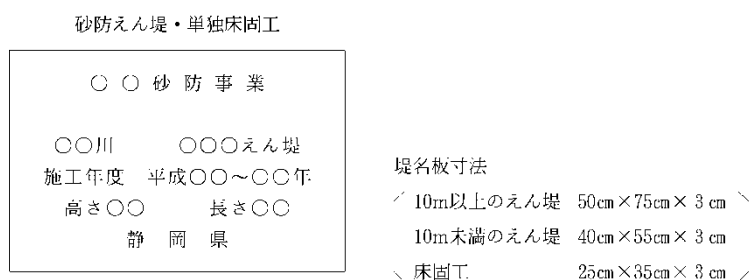 砂防えん堤・単独床固工
○○砂防事業
○○川 ○○○えん堤
施工年度 平成○○～○○年
高さ○○ 長さ○○
静岡県
堤名板寸法
10m以上のえん堤 50cm×75cm×3cm
10m未満のえん堤 40cm×55cm×3cm
床固工 25cm×35cm×3cm